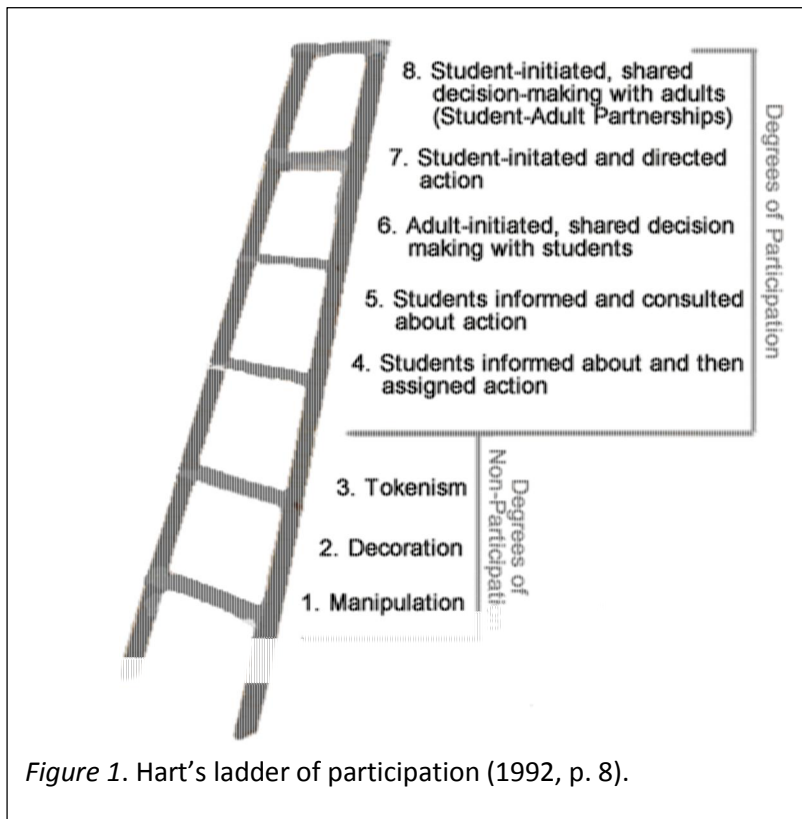 8. Student-initiated, shared
decision-making with adults
(Student-Adult Partnerships)
7. Student-initated and directed
action
6. Adult-initiated, shared decision
making with students
5. Students informed and consulted
about action
4. Students informed about and then
assigned action
Degrees of Participation
3. Tokenism
2. Decoration
1. Manipulation
Degrees of
Non-Participation
Figure 1. Hart's ladder of participation (1992, p. 8).